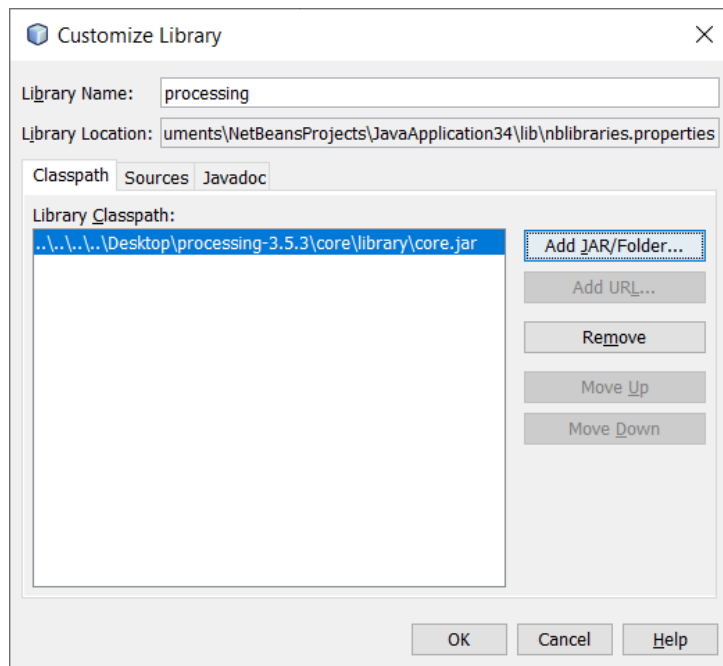 Customize Library
Library Name: processing
Library Location: uments\NetBeansProjects\JavaApplication34\lib\nblibraries.properties
Classpath Sources Javadoc
Library Classpath:
..\..\..\..\Desktop\processing-3.5.3\core\library\core.jar
Add JAR/Folder...
Add URL...
Remove
Move Up
Move Down
OK Cancel Help